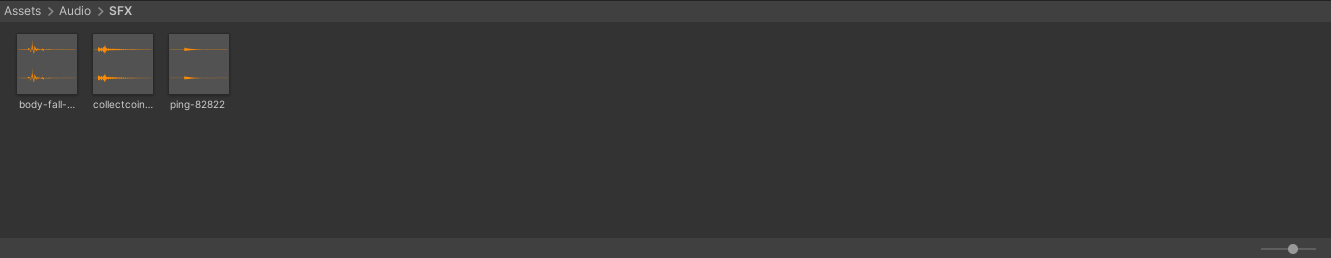 Assets > Audio > SFX
body-fall-... collectcoin... ping-82822